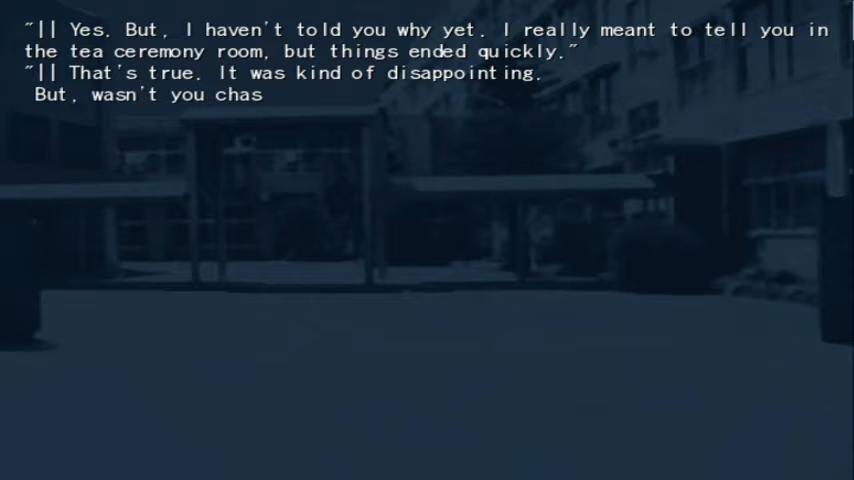 "|| Yes. But, I haven't told you why yet. I really meant to tell you in
the tea ceremony room, but things ended quickly."
"|| That's true. It was kind of disappointing.
But, wasn't you chas